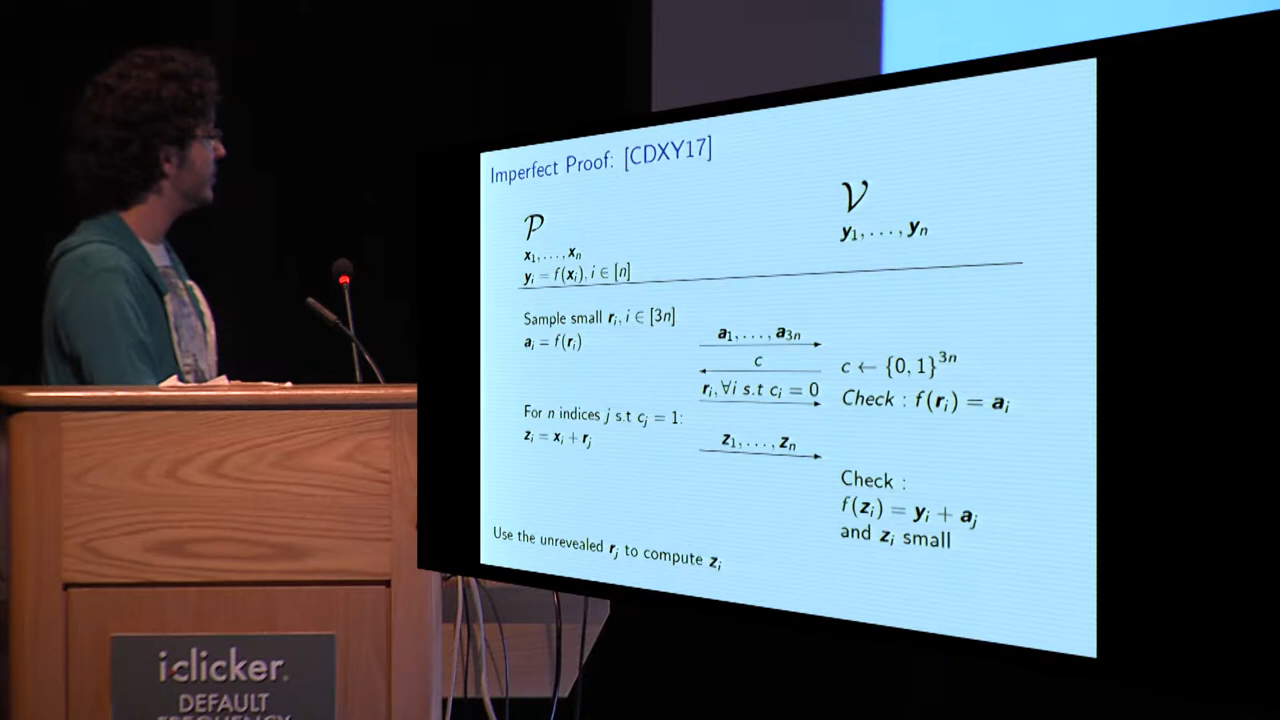 Imperfect Proof: [CDXY17]
𝒫
𝒱
x₁, . . . , xₙ
y₁, . . . , yₙ
yᵢ = f(xᵢ), i ∈ [n]
Sample small rᵢ, i ∈ [3n]
aᵢ = f(rᵢ)
a₁, . . . , a₃ₙ
c
c ← {0, 1}³ⁿ
rᵢ, ∀i s.t cᵢ = 0
Check : f(rᵢ) = aᵢ
For n indices j s.t cⱼ = 1:
zᵢ = xᵢ + rⱼ
z₁, . . . , zₙ
Check :
f(zᵢ) = yᵢ + aⱼ
and zᵢ small
Use the unrevealed rⱼ to compute zᵢ
iclicker.
DEFAULT
FREQUENCY